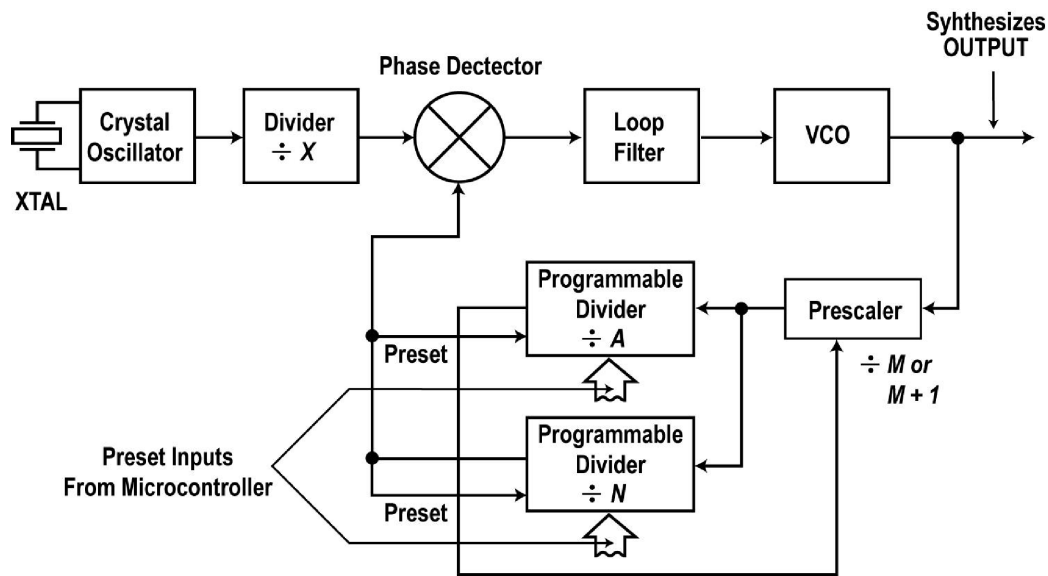 Syhthesizes
OUTPUT
Phase Dectector
Crystal
Oscillator
Divider
÷ X
Loop
Filter
VCO
XTAL
Programmable
Divider
÷ A
Prescaler
Preset
÷ M or
M + 1
Programmable
Divider
÷ N
Preset Inputs
From Microcontroller
Preset